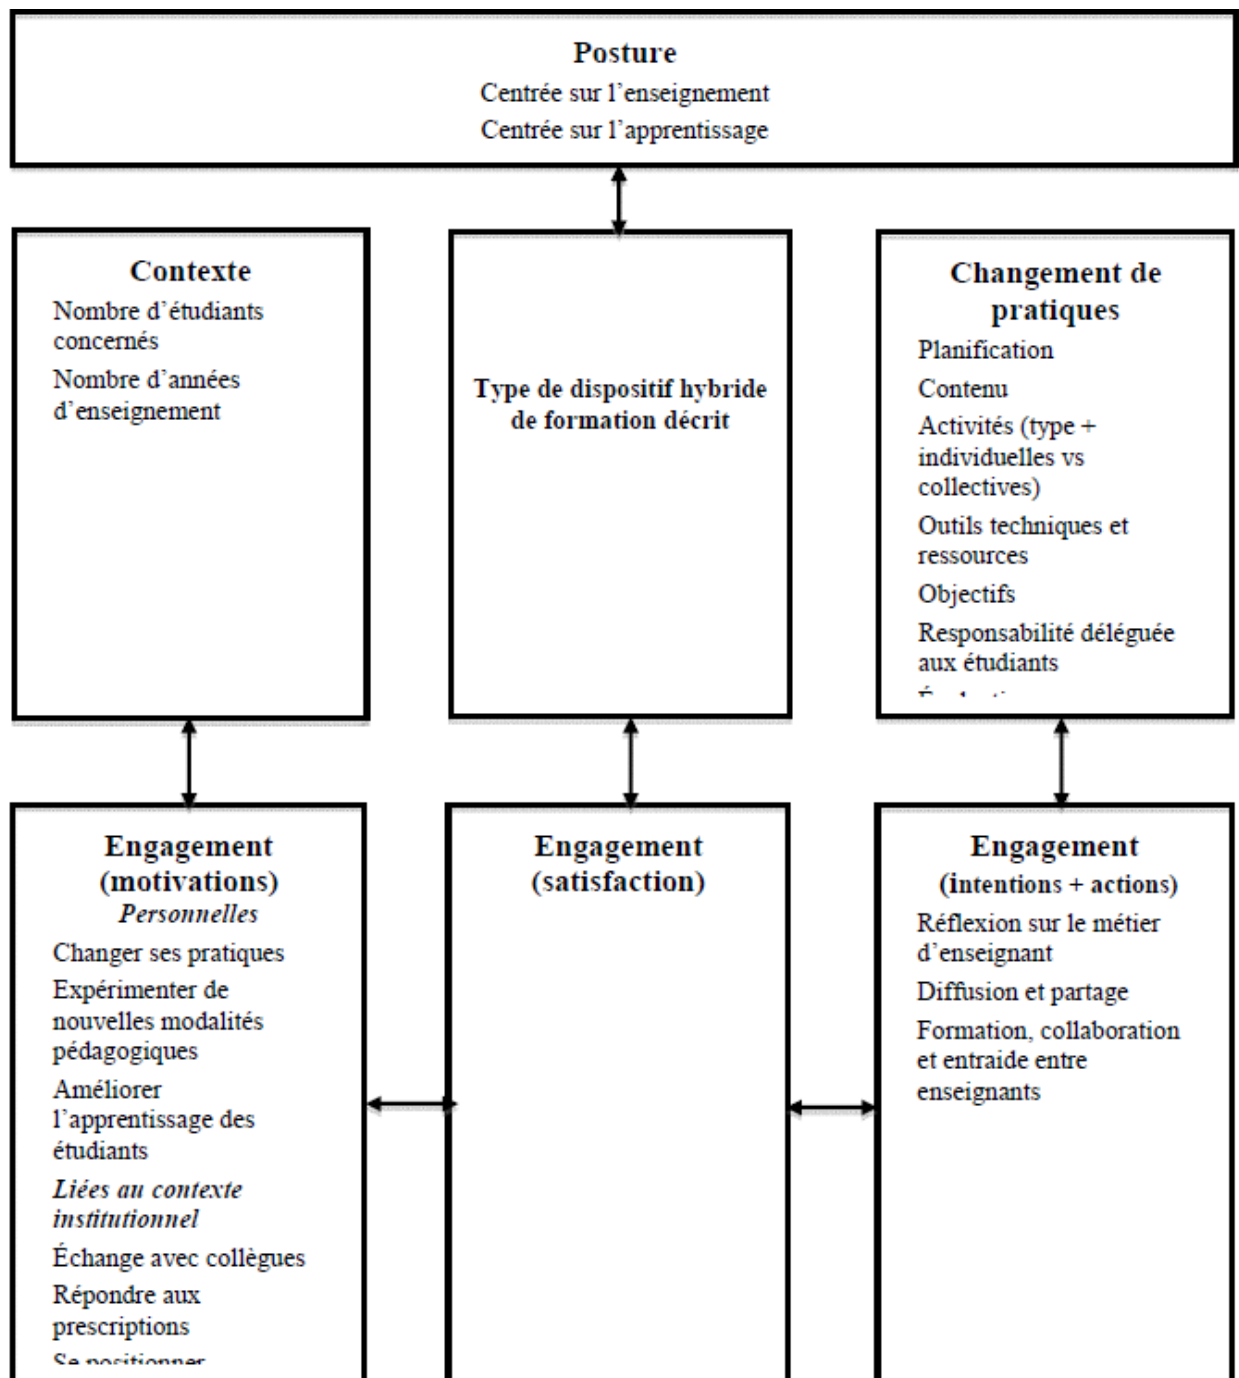 Posture
Centrée sur l’enseignement
Centrée sur l’apprentissage
Contexte
Nombre d’étudiants
concernés
Nombre d’années
d’enseignement
Type de dispositif hybride
de formation décrit
Changement de
pratiques
Planification
Contenu
Activités (type +
individuelles vs
collectives)
Outils techniques et
ressources
Objectifs
Responsabilité déléguée
aux étudiants
Engagement
(motivations)
Personnelles
Changer ses pratiques
Expérimenter de
nouvelles modalités
pédagogiques
Améliorer
l’apprentissage des
étudiants
Liées au contexte
institutionnel
Échange avec collègues
Répondre aux
prescriptions
Se positionner
Engagement
(satisfaction)
Engagement
(intentions + actions)
Réflexion sur le métier
d’enseignant
Diffusion et partage
Formation, collaboration
et entraide entre
enseignants